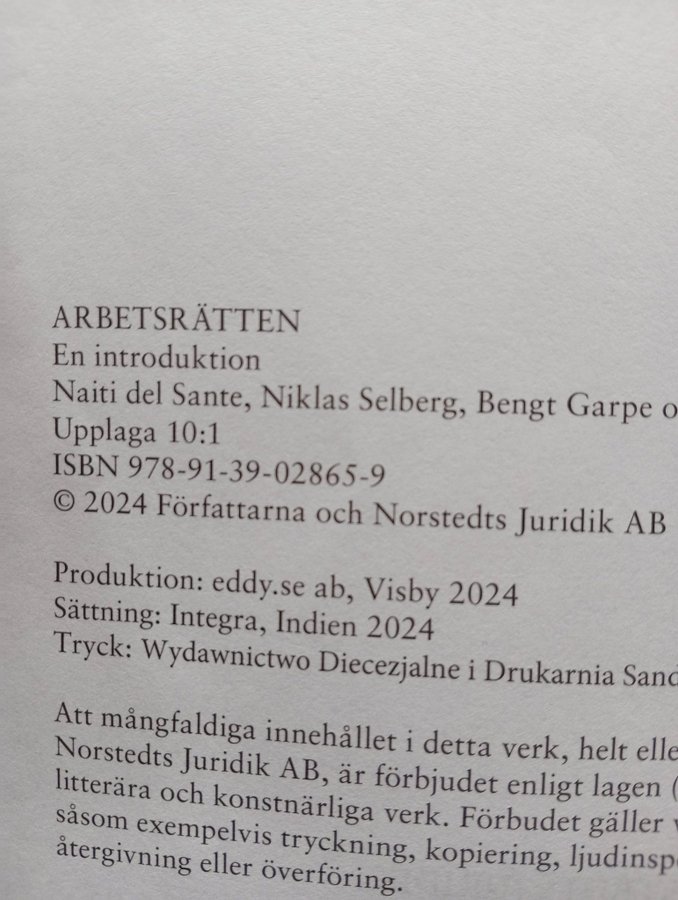 ARBETSRÄTTEN
En introduktion
Naiti del Sante, Niklas Selberg, Bengt Garpe o
Upplaga 10:1
ISBN 978-91-39-02865-9
© 2024 Författarna och Norstedts Juridik AB
Produktion: eddy.se ab, Visby 2024
Sättning: Integra, Indien 2024
Tryck: Wydawnictwo Diecezjalne i Drukarnia Sand
Att mångfaldiga innehållet i detta verk, helt elle
Norstedts Juridik AB, är förbjudet enligt lagen (
litterära och konstnärliga verk. Förbudet gäller v
såsom exempelvis tryckning, kopiering, ljudinspe
återgivning eller överföring.